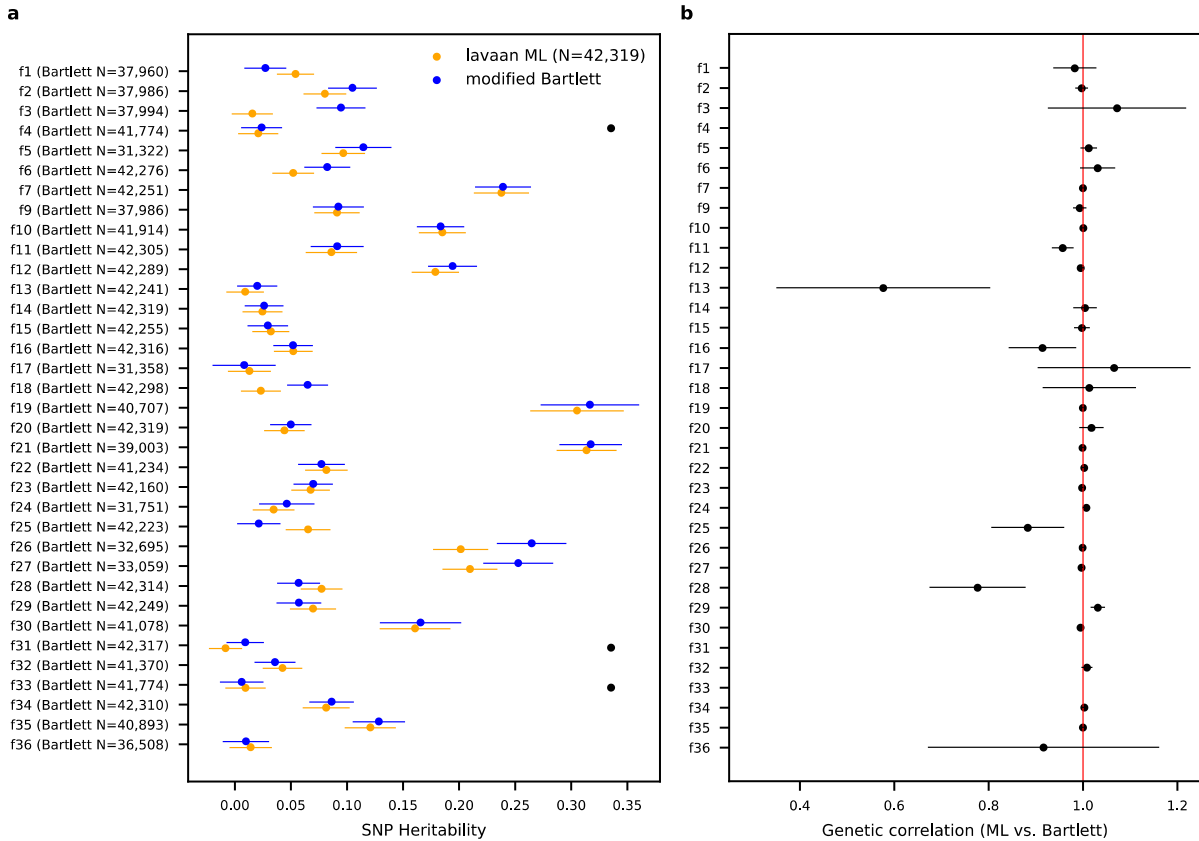 a
lavaan ML (N=42,319)
modified Bartlett
f1 (Bartlett N=37,960)
f2 (Bartlett N=37,986)
f3 (Bartlett N=37,994)
f4 (Bartlett N=41,774)
f5 (Bartlett N=31,322)
f6 (Bartlett N=42,276)
f7 (Bartlett N=42,251)
f9 (Bartlett N=37,986)
f10 (Bartlett N=41,914)
f11 (Bartlett N=42,305)
f12 (Bartlett N=42,289)
f13 (Bartlett N=42,241)
f14 (Bartlett N=42,319)
f15 (Bartlett N=42,255)
f16 (Bartlett N=42,316)
f17 (Bartlett N=31,358)
f18 (Bartlett N=42,298)
f19 (Bartlett N=40,707)
f20 (Bartlett N=42,319)
f21 (Bartlett N=39,003)
f22 (Bartlett N=41,234)
f23 (Bartlett N=42,160)
f24 (Bartlett N=31,751)
f25 (Bartlett N=42,223)
f26 (Bartlett N=32,695)
f27 (Bartlett N=33,059)
f28 (Bartlett N=42,314)
f29 (Bartlett N=42,249)
f30 (Bartlett N=41,078)
f31 (Bartlett N=42,317)
f32 (Bartlett N=41,370)
f33 (Bartlett N=41,774)
f34 (Bartlett N=42,310)
f35 (Bartlett N=40,893)
f36 (Bartlett N=36,508)
0.00 0.05 0.10 0.15 0.20 0.25 0.30 0.35
SNP Heritability
b
f1
f2
f3
f4
f5
f6
f7
f9
f10
f11
f12
f13
f14
f15
f16
f17
f18
f19
f20
f21
f22
f23
f24
f25
f26
f27
f28
f29
f30
f31
f32
f33
f34
f35
f36
0.4 0.6 0.8 1.0 1.2
Genetic correlation (ML vs. Bartlett)